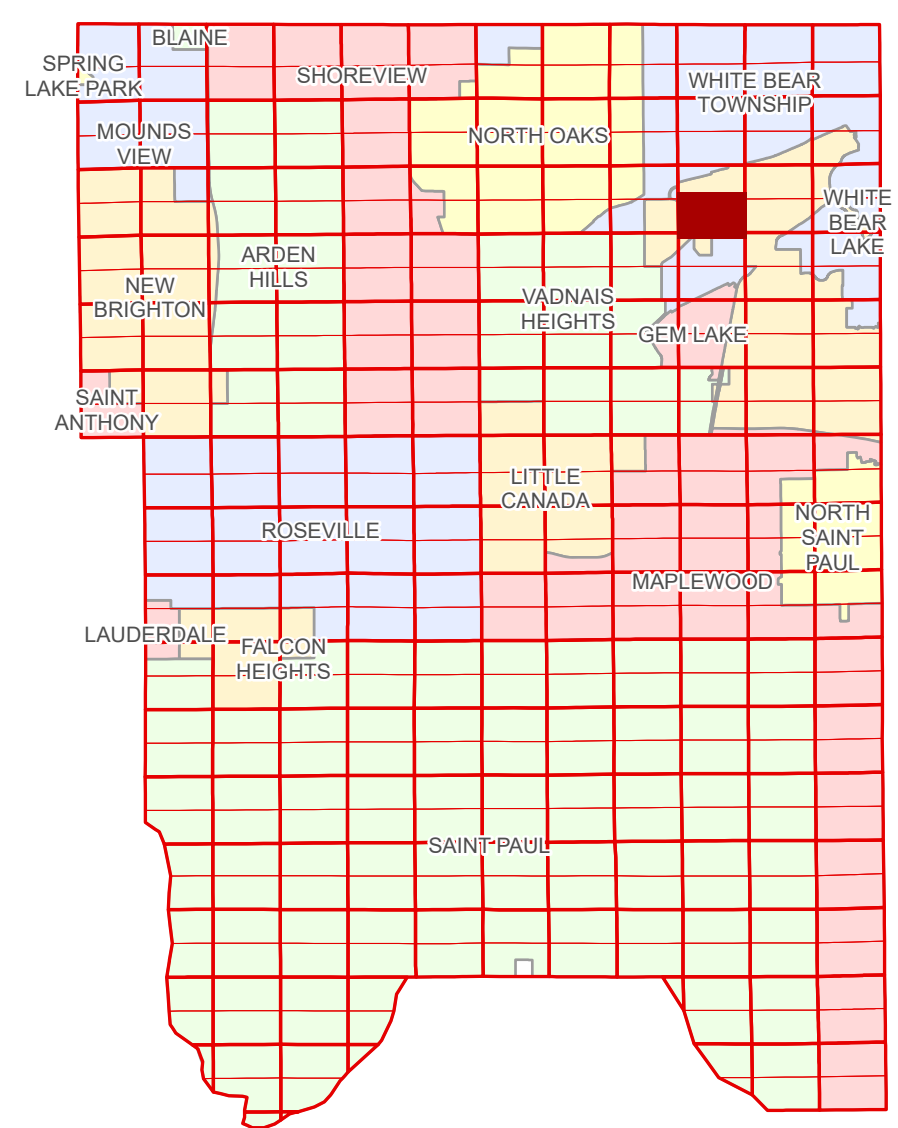 BLAINE
SPRING
LAKE PARK
SHOREVIEW
WHITE BEAR
TOWNSHIP
MOUNDS
VIEW
NORTH OAKS
WHITE
BEAR
LAKE
ARDEN
HILLS
NEW
BRIGHTON
VADNAIS
HEIGHTS
GEM LAKE
SAINT
ANTHONY
LITTLE
CANADA
ROSEVILLE
NORTH
SAINT
PAUL
MAPLEWOOD
LAUDERDALE
FALCON
HEIGHTS
SAINT PAUL